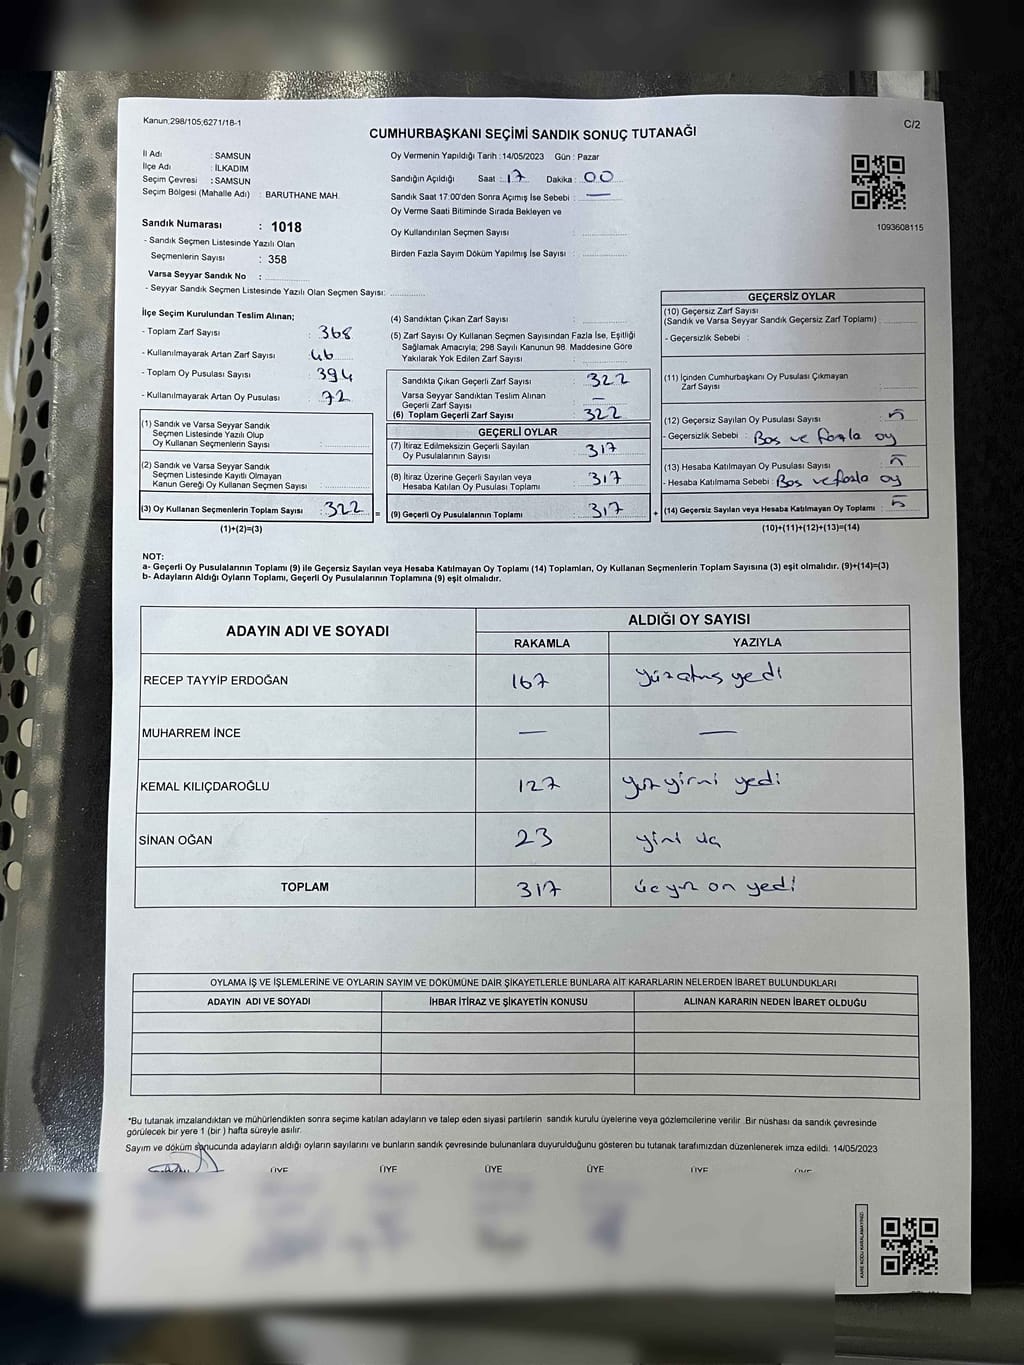 Kanun,298/105,6271/18-1
CUMHURBAŞKANI SEÇİMİ SANDIK SONUÇ TUTANAĞI
C/2
İl Adı : SAMSUN
İlçe Adı : İLKADIM
Seçim Çevresi : SAMSUN
Seçim Bölgesi (Mahalle Adı) : BARUTHANE MAH.
Oy Vermenin Yapıldığı Tarih : 14/05/2023 Gün : Pazar
Sandığın Açıldığı Saat : 17 Dakika : 00
Sandık Saat 17:00'den Sonra Açımış İse Sebebi : —
Oy Verme Saati Bitiminde Sırada Bekleyen ve
Oy Kullandırılan Seçmen Sayısı :
Birden Fazla Sayım Döküm Yapılmış İse Sayısı :
1093608115
Sandık Numarası : 1018
- Sandık Seçmen Listesinde Yazılı Olan
Seçmenlerin Sayısı : 358
Varsa Seyyar Sandık No :
- Seyyar Sandık Seçmen Listesinde Yazılı Olan Seçmen Sayısı:
İlçe Seçim Kurulundan Teslim Alınan;
- Toplam Zarf Sayısı : 368
- Kullanılmayarak Artan Zarf Sayısı : 46
- Toplam Oy Pusulası Sayısı : 394
- Kullanılmayarak Artan Oy Pusulası : 72
(1) Sandık ve Varsa Seyyar Sandık
Seçmen Listesinde Yazılı Olup
Oy Kullanan Seçmenlerin Sayısı :
(2) Sandık ve Varsa Seyyar Sandık
Seçmen Listesinde Kayıtlı Olmayan
Kanun Gereği Oy Kullanan Seçmen Sayısı :
(3) Oy Kullanan Seçmenlerin Toplam Sayısı : 322
(1)+(2)=(3)
(4) Sandıktan Çıkan Zarf Sayısı :
(5) Zarf Sayısı Oy Kullanan Seçmen Sayısından Fazla İse, Eşitliği
Sağlamak Amacıyla; 298 Sayılı Kanunun 98. Maddesine Göre
Yakılarak Yok Edilen Zarf Sayısı :
Sandıkta Çıkan Geçerli Zarf Sayısı : 322
Varsa Seyyar Sandıktan Teslim Alınan
Geçerli Zarf Sayısı : —
(6) Toplam Geçerli Zarf Sayısı : 322
GEÇERLİ OYLAR
(7) İtiraz Edilmeksizin Geçerli Sayılan
Oy Pusulalarının Sayısı : 317
(8) İtiraz Üzerine Geçerli Sayılan veya
Hesaba Katılan Oy Pusulası Toplamı : 317
= (9) Geçerli Oy Pusulalarının Toplamı : 317 +
GEÇERSİZ OYLAR
(10) Geçersiz Zarf Sayısı
(Sandık ve Varsa Seyyar Sandık Geçersiz Zarf Toplamı) :
- Geçersizlik Sebebi :
(11) İçinden Cumhurbaşkanı Oy Pusulası Çıkmayan
Zarf Sayısı :
(12) Geçersiz Sayılan Oy Pusulası Sayısı : 5
- Geçersizlik Sebebi : Boş ve fazla oy
(13) Hesaba Katılmayan Oy Pusulası Sayısı :
- Hesaba Katılmama Sebebi : Boş ve fazla oy
(14) Geçersiz Sayılan veya Hesaba Katılmayan Oy Toplamı : 5
(10)+(11)+(12)+(13)=(14)
NOT:
a- Geçerli Oy Pusulalarının Toplamı (9) ile Geçersiz Sayılan veya Hesaba Katılmayan Oy Toplamı (14) Toplamları, Oy Kullanan Seçmenlerin Toplam Sayısına (3) eşit olmalıdır. (9)+(14)=(3)
b- Adayların Aldığı Oyların Toplamı, Geçerli Oy Pusulalarının Toplamına (9) eşit olmalıdır.
ADAYIN ADI VE SOYADI
ALDIĞI OY SAYISI
RAKAMLA YAZIYLA
RECEP TAYYİP ERDOĞAN 167 yüzatmış yedi
MUHARREM İNCE — —
KEMAL KILIÇDAROĞLU 127 yüz yirmi yedi
SİNAN OĞAN 23 yirmi üç
TOPLAM 317 üçyüz on yedi
OYLAMA İŞ VE İŞLEMLERİNE VE OYLARIN SAYIM VE DÖKÜMÜNE DAİR ŞİKAYETLERLE BUNLARA AİT KARARLARIN NELERDEN İBARET BULUNDUKLARI
ADAYIN ADI VE SOYADI İHBAR İTİRAZ VE ŞİKAYETİN KONUSU ALINAN KARARIN NEDEN İBARET OLDUĞU
*Bu tutanak imzalandıktan ve mühürlendikten sonra seçime katılan adayların ve talep eden siyasi partilerin sandık kurulu üyelerine veya gözlemcilerine verilir. Bir nüshası da sandık çevresinde
görülecek bir yere 1 (bir ) hafta süreyle asılır.
Sayım ve döküm sonucunda adayların aldığı oyların sayılarını ve bunların sandık çevresinde bulunanlara duyurulduğunu gösteren bu tutanak tarafımızdan düzenlenerek imza edildi. 14/05/2023
ÜYE ÜYE ÜYE ÜYE ÜYE
KARE KODU KARALAMAYINIZ!